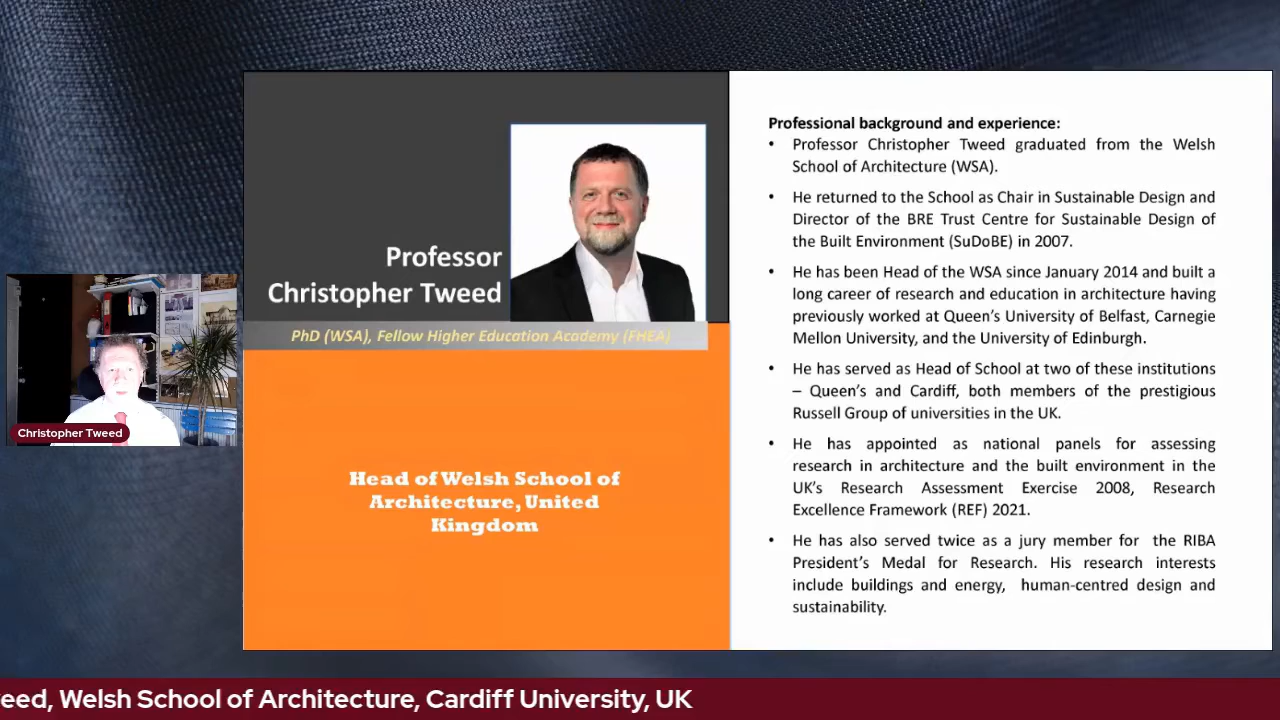 Professor
Christopher Tweed
PhD (WSA), Fellow Higher Education Academy (FHEA)
Head of Welsh School of
Architecture, United
Kingdom
Professional background and experience:
• Professor Christopher Tweed graduated from the Welsh
School of Architecture (WSA).
• He returned to the School as Chair in Sustainable Design and
Director of the BRE Trust Centre for Sustainable Design of
the Built Environment (SuDoBE) in 2007.
• He has been Head of the WSA since January 2014 and built a
long career of research and education in architecture having
previously worked at Queen's University of Belfast, Carnegie
Mellon University, and the University of Edinburgh.
• He has served as Head of School at two of these institutions
– Queen's and Cardiff, both members of the prestigious
Russell Group of universities in the UK.
• He has appointed as national panels for assessing
research in architecture and the built environment in the
UK's Research Assessment Exercise 2008, Research
Excellence Framework (REF) 2021.
• He has also served twice as a jury member for the RIBA
President's Medal for Research. His research interests
include buildings and energy, human-centred design and
sustainability.
Christopher Tweed
eed, Welsh School of Architecture, Cardiff University, UK